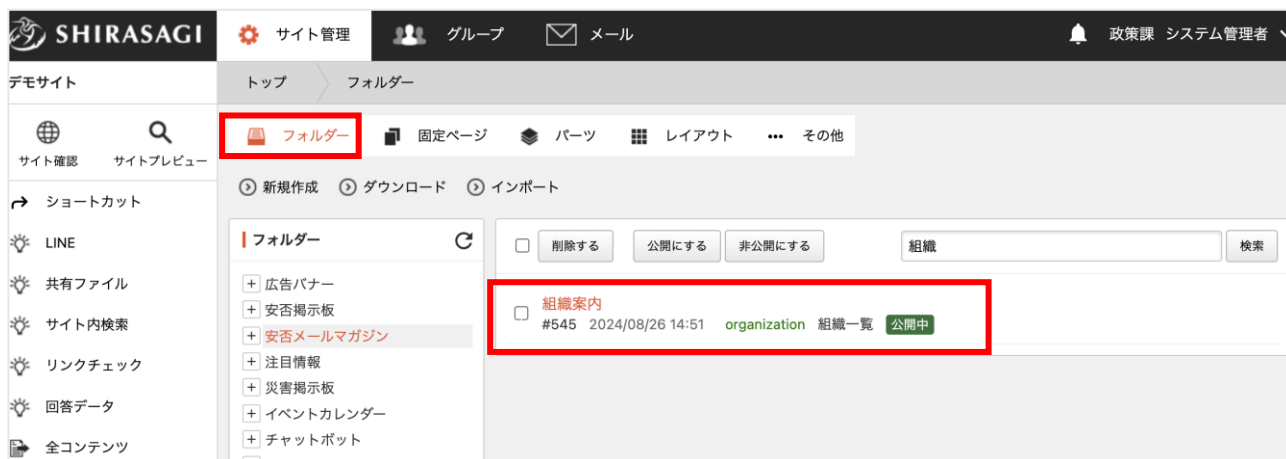 SHIRASAGI サイト管理 グループ メール 政策課 システム管理者
デモサイト
トップ フォルダー
サイト確認 サイトプレビュー
フォルダー 固定ページ パーツ レイアウト その他
新規作成 ダウンロード インポート
ショートカット
LINE
共有ファイル
サイト内検索
リンクチェック
回答データ
全コンテンツ
フォルダー
広告バナー
安否掲示板
安否メールマガジン
注目情報
災害掲示板
イベントカレンダー
チャットボット
削除する 公開にする 非公開にする 組織 検索
組織案内
#545 2024/08/26 14:51 organization 組織一覧 公開中